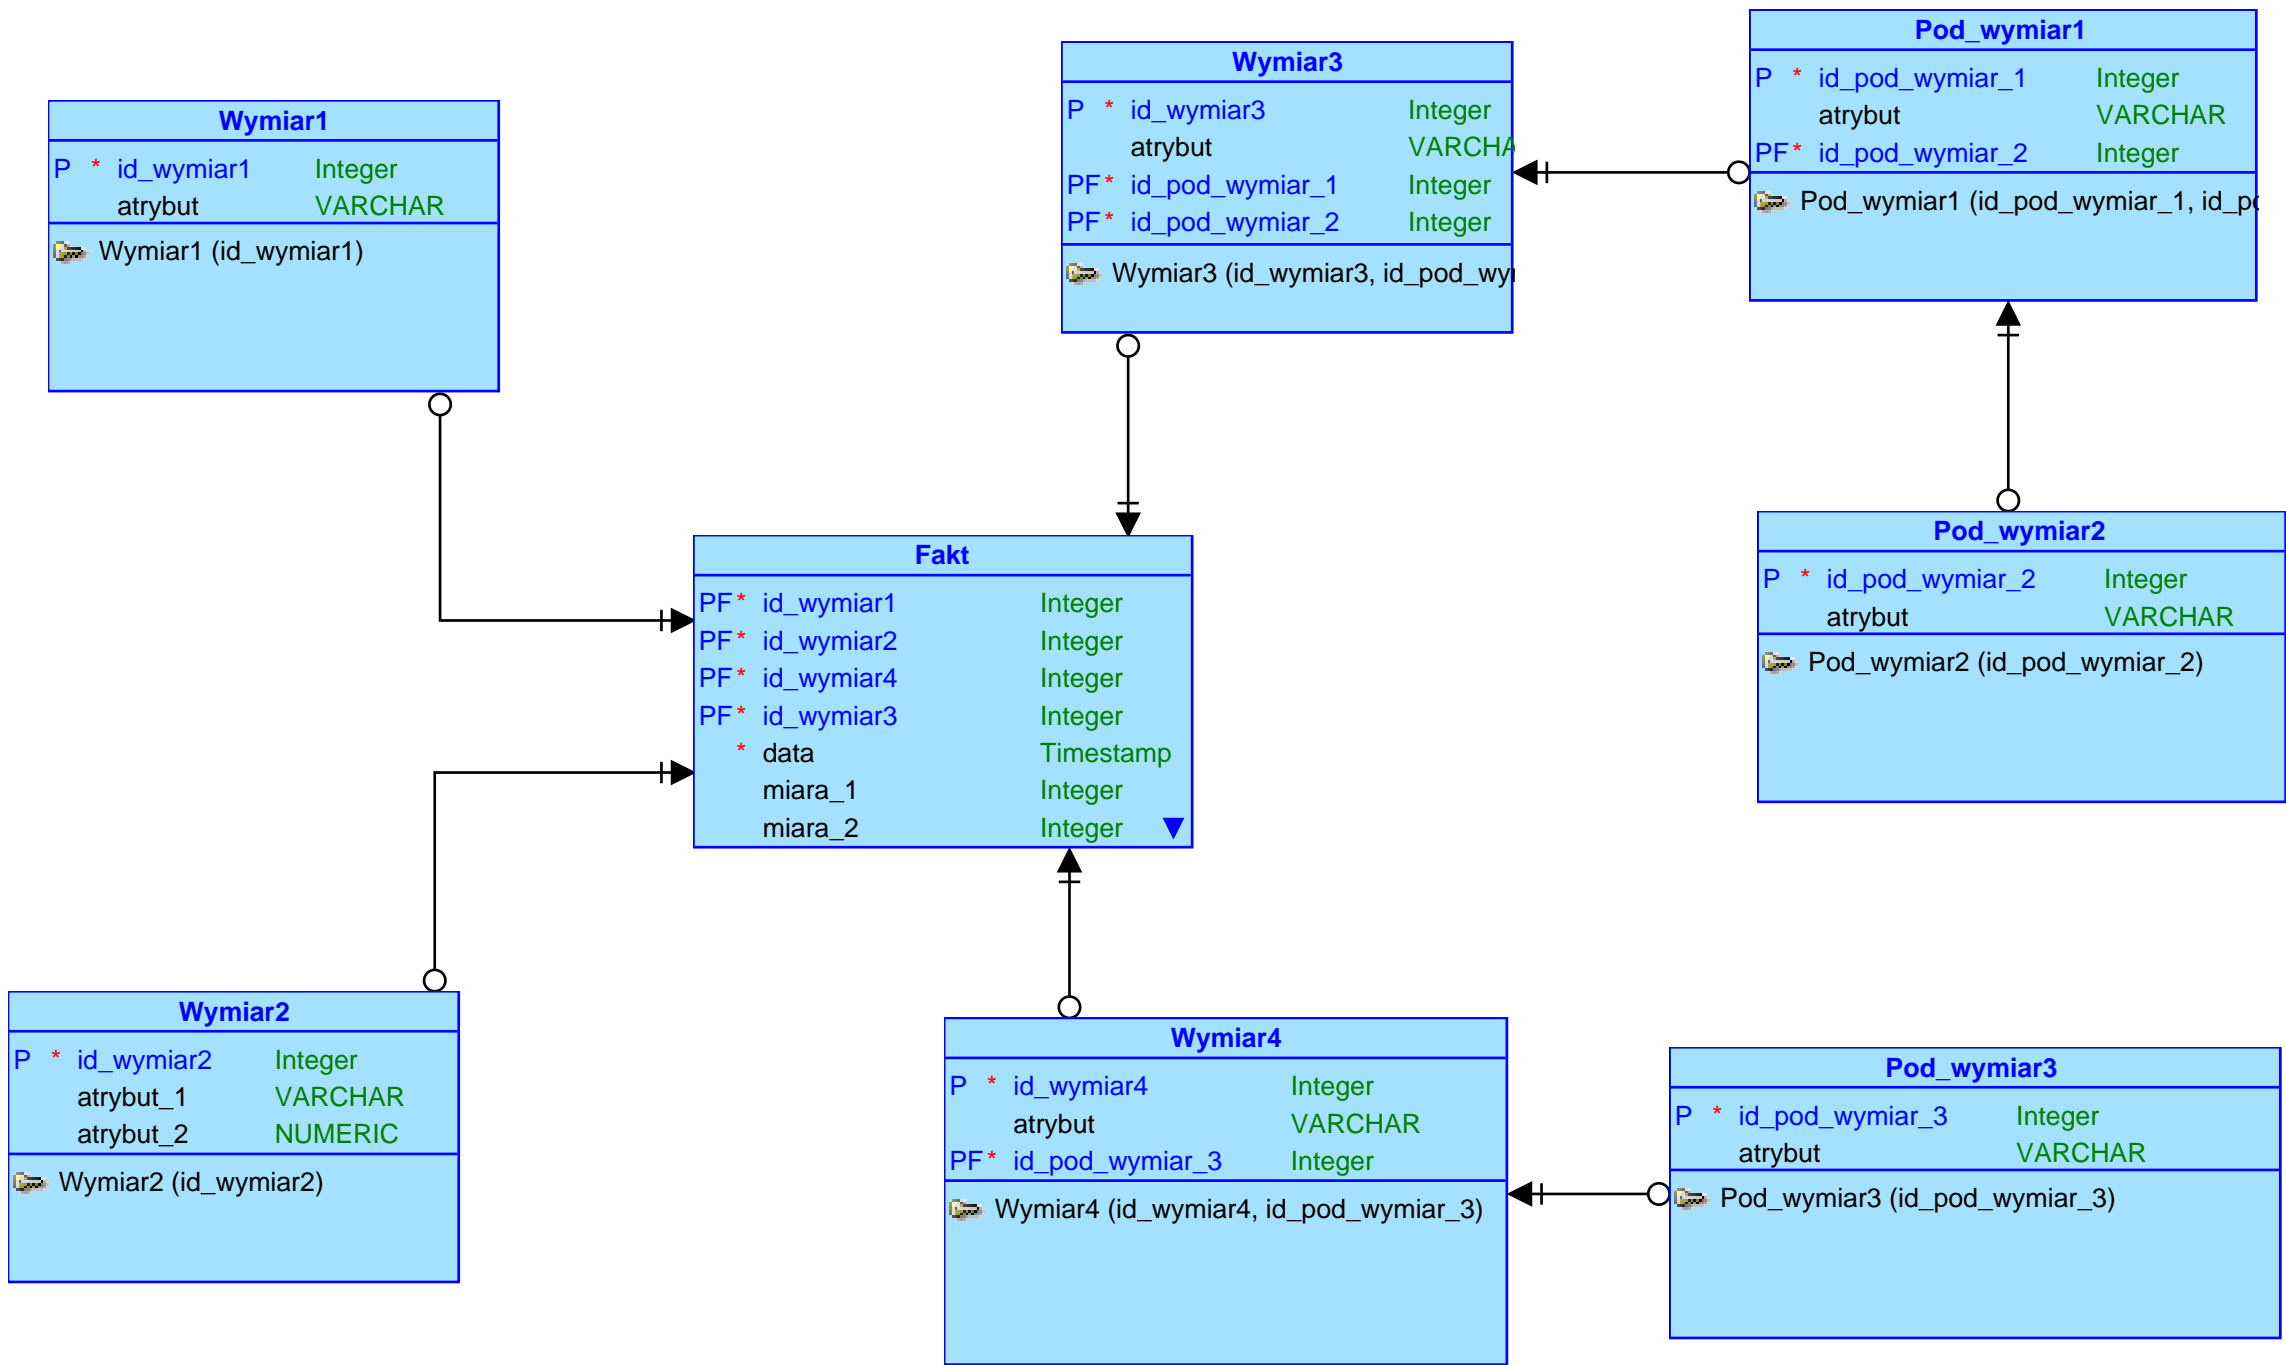 Wymiar1
P * id_wymiar1 Integer
atrybut VARCHAR
Wymiar1 (id_wymiar1)
Wymiar3
P * id_wymiar3 Integer
atrybut VARCHA
PF* id_pod_wymiar_1 Integer
PF* id_pod_wymiar_2 Integer
Wymiar3 (id_wymiar3, id_pod_wy
Pod_wymiar1
P * id_pod_wymiar_1 Integer
atrybut VARCHAR
PF* id_pod_wymiar_2 Integer
Pod_wymiar1 (id_pod_wymiar_1, id_p
Fakt
PF* id_wymiar1 Integer
PF* id_wymiar2 Integer
PF* id_wymiar4 Integer
PF* id_wymiar3 Integer
* data Timestamp
miara_1 Integer
miara_2 Integer
Pod_wymiar2
P * id_pod_wymiar_2 Integer
atrybut VARCHAR
Pod_wymiar2 (id_pod_wymiar_2)
Wymiar2
P * id_wymiar2 Integer
atrybut_1 VARCHAR
atrybut_2 NUMERIC
Wymiar2 (id_wymiar2)
Wymiar4
P * id_wymiar4 Integer
atrybut VARCHAR
PF* id_pod_wymiar_3 Integer
Wymiar4 (id_wymiar4, id_pod_wymiar_3)
Pod_wymiar3
P * id_pod_wymiar_3 Integer
atrybut VARCHAR
Pod_wymiar3 (id_pod_wymiar_3)